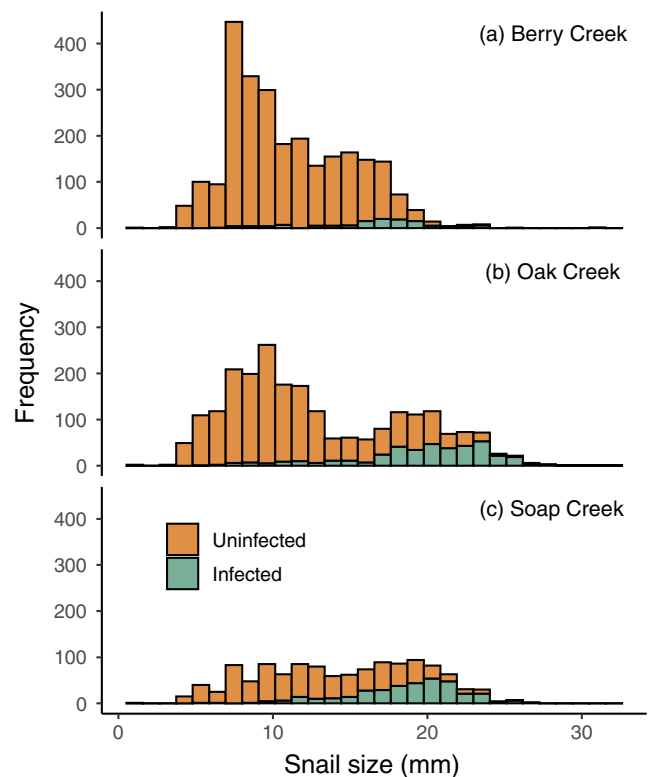 (a) Berry Creek
400
300
200
100
0
(b) Oak Creek
400
300
200
100
0
Frequency
(c) Soap Creek
400
300
200
100
0
Uninfected
Infected
0 10 20 30
Snail size (mm)